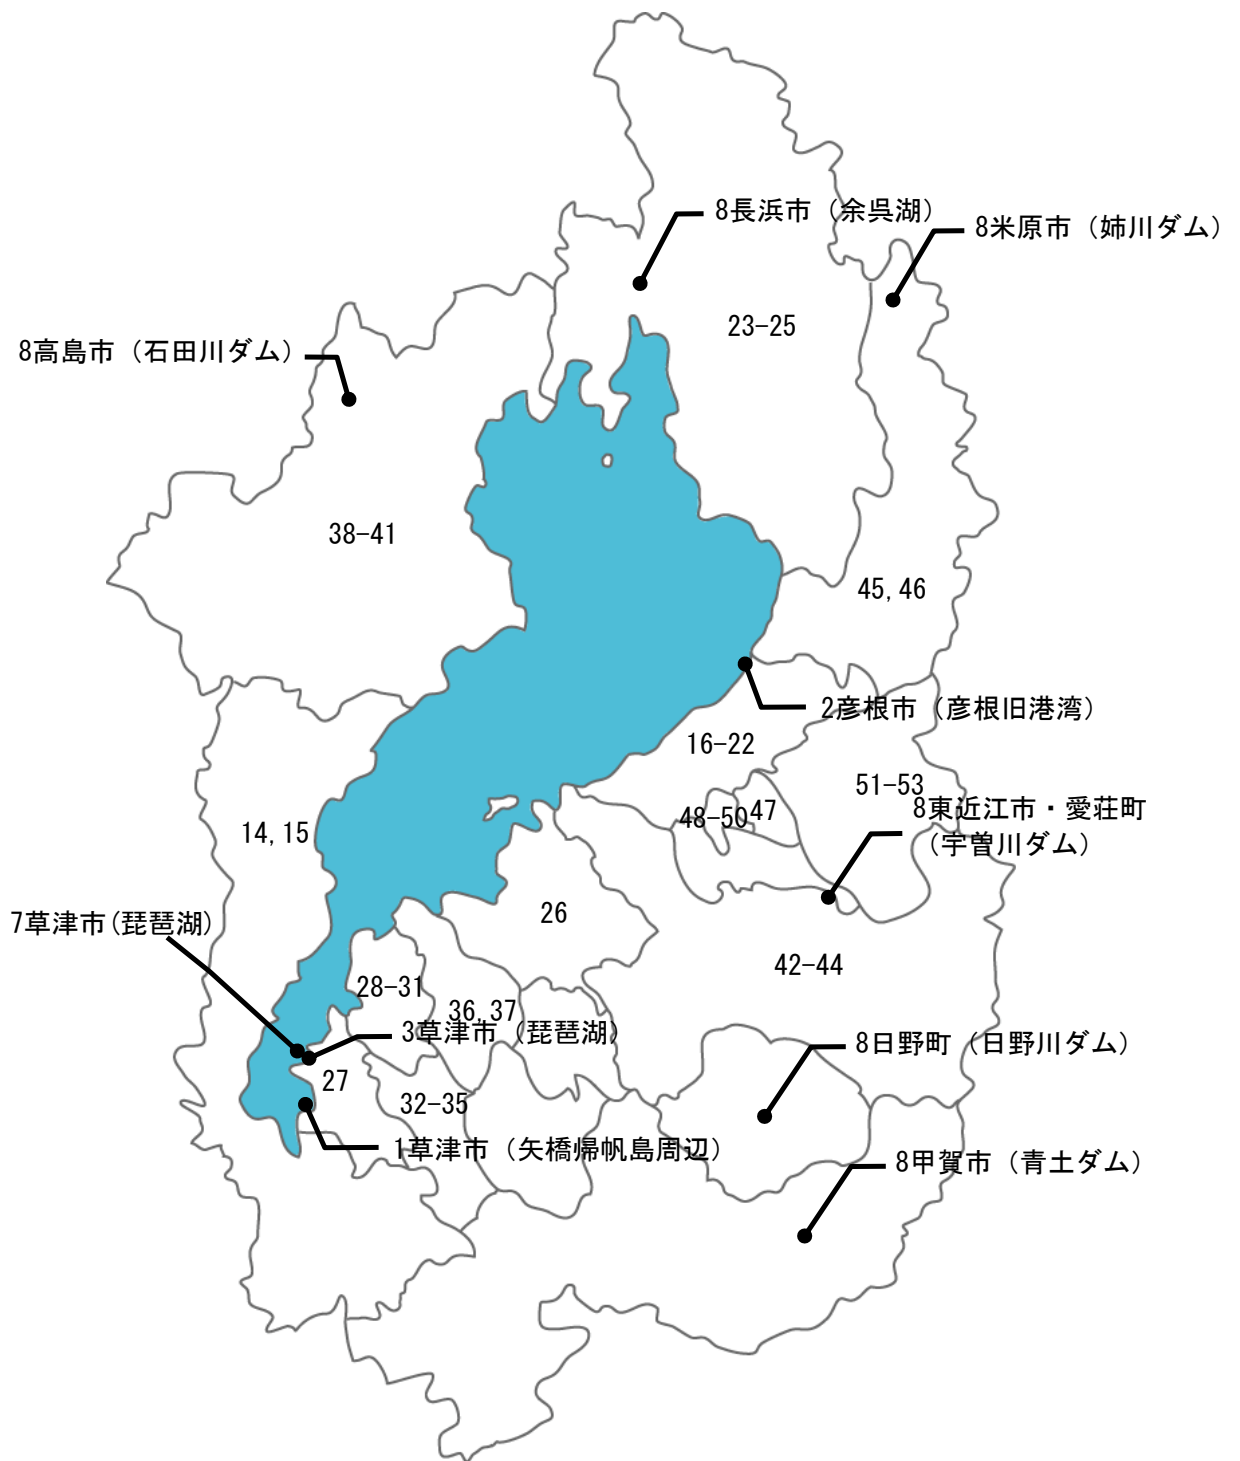 8長浜市（余呉湖）
8米原市（姉川ダム）
23-25
8高島市（石田川ダム）
38-41
45,46
2彦根市（彦根旧港湾）
16-22
51-53
48-50
47
8東近江市・愛荘町
（宇曽川ダム）
14,15
26
7草津市(琵琶湖)
42-44
28-31
36,37
3草津市（琵琶湖）
8日野町（日野川ダム）
27
32-35
1草津市（矢橋帰帆島周辺）
8甲賀市（青土ダム）